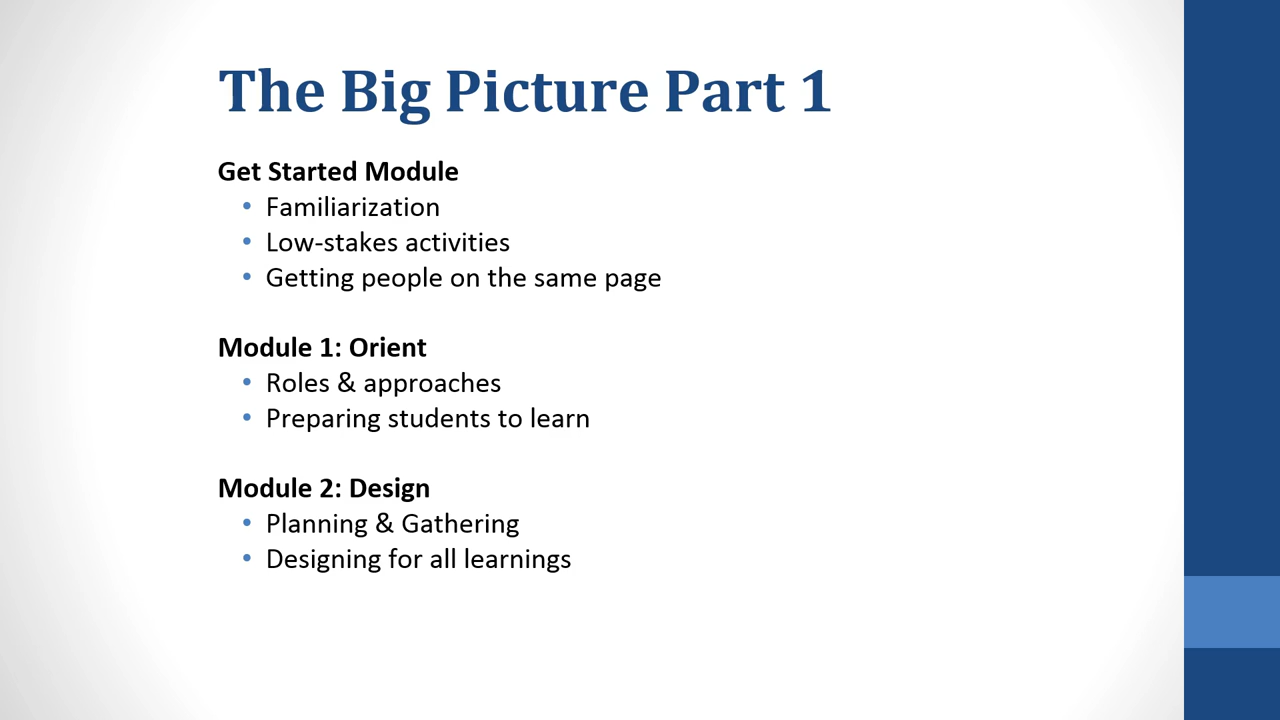 The Big Picture Part 1
Get Started Module
• Familiarization
• Low-stakes activities
• Getting people on the same page
Module 1: Orient
• Roles & approaches
• Preparing students to learn
Module 2: Design
• Planning & Gathering
• Designing for all learnings